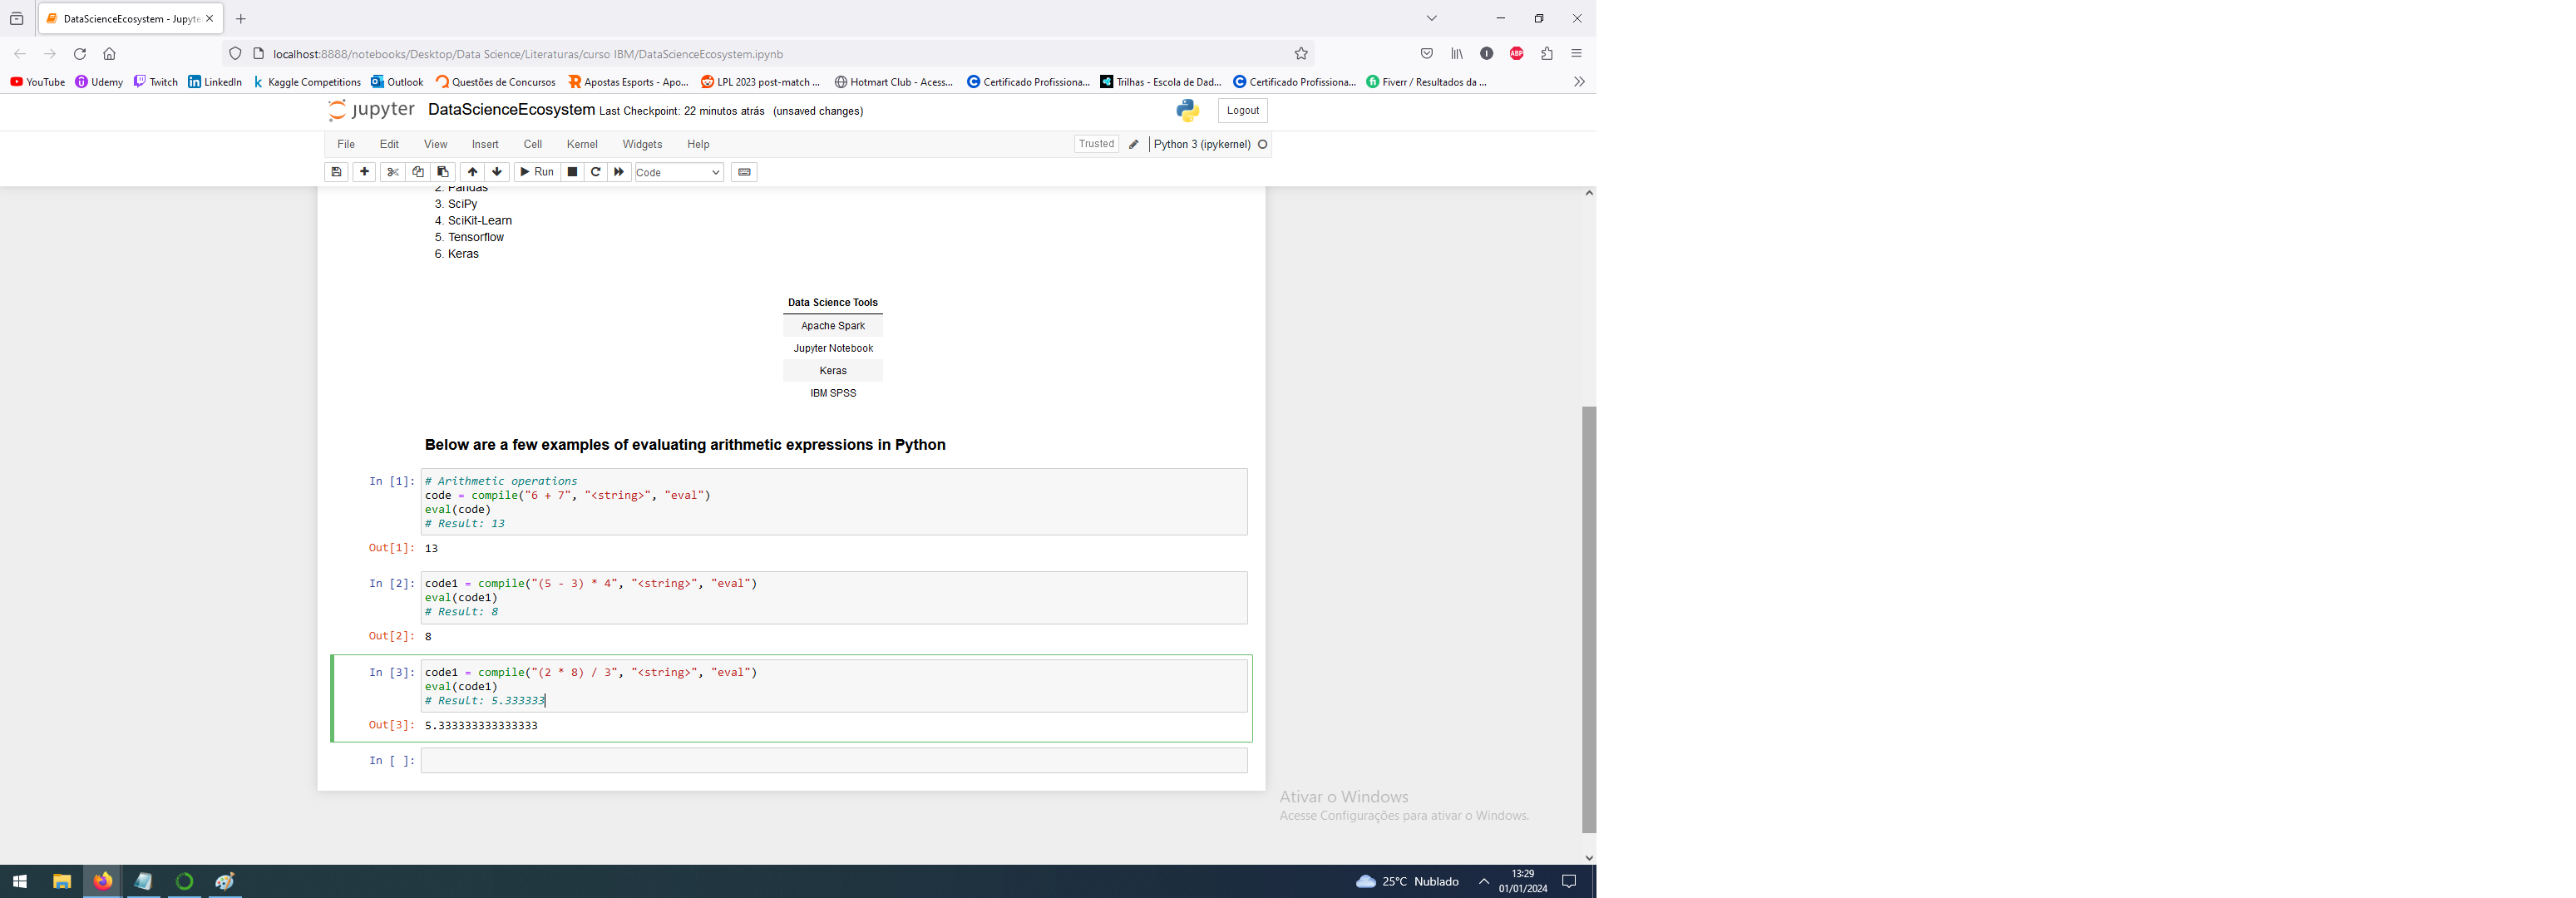 DataScienceEcosystem - Jupyte
localhost:8888/notebooks/Desktop/Data Science/Literaturas/curso IBM/DataScienceEcosystem.ipynb
ABP
YouTube Udemy Twitch LinkedIn Kaggle Competitions Outlook Questões de Concursos Apostas Esports - Apo... LPL 2023 post-match ... Hotmart Club - Acess... Certificado Profissiona... Trilhas - Escola de Dad... Certificado Profissiona... Fiverr / Resultados da ...
jupyter DataScienceEcosystem Last Checkpoint: 22 minutos atrás (unsaved changes) Logout
File Edit View Insert Cell Kernel Widgets Help Trusted Python 3 (ipykernel)
Run Code
2. Pandas
3. SciPy
4. SciKit-Learn
5. Tensorflow
6. Keras
Data Science Tools
Apache Spark
Jupyter Notebook
Keras
IBM SPSS
Below are a few examples of evaluating arithmetic expressions in Python
In [1]: # Arithmetic operations
code = compile("6 + 7", "<string>", "eval")
eval(code)
# Result: 13
Out[1]: 13
In [2]: code1 = compile("(5 - 3) * 4", "<string>", "eval")
eval(code1)
# Result: 8
Out[2]: 8
In [3]: code1 = compile("(2 * 8) / 3", "<string>", "eval")
eval(code1)
# Result: 5.333333
Out[3]: 5.333333333333333
In [ ]:
Ativar o Windows
Acesse Configurações para ativar o Windows.
25°C Nublado
13:29
01/01/2024